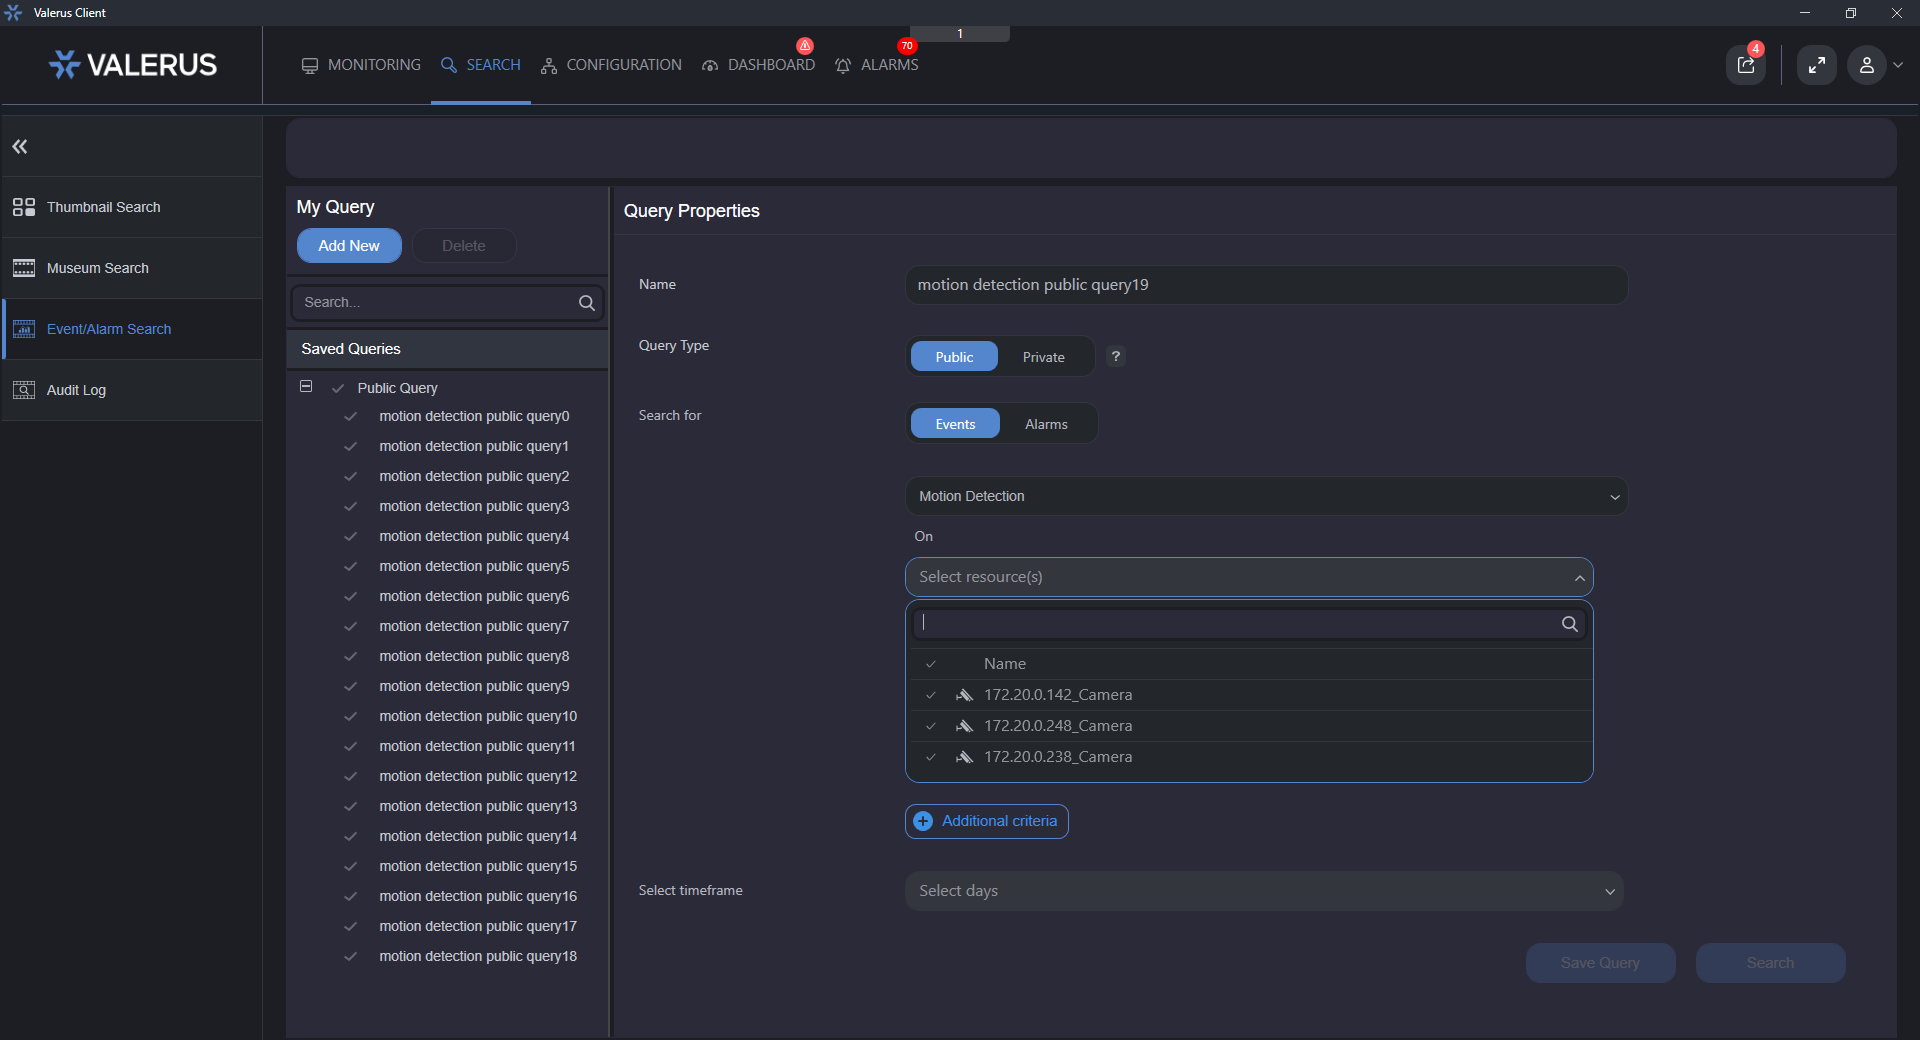 Valerus Client
1
VALERUS
MONITORING
SEARCH
CONFIGURATION
DASHBOARD
70
ALARMS
4
Thumbnail Search
Museum Search
Event/Alarm Search
Audit Log
My Query
Add New
Delete
Search...
Saved Queries
Public Query
motion detection public query0
motion detection public query1
motion detection public query2
motion detection public query3
motion detection public query4
motion detection public query5
motion detection public query6
motion detection public query7
motion detection public query8
motion detection public query9
motion detection public query10
motion detection public query11
motion detection public query12
motion detection public query13
motion detection public query14
motion detection public query15
motion detection public query16
motion detection public query17
motion detection public query18
Query Properties
Name
motion detection public query19
Query Type
Public
Private
?
Search for
Events
Alarms
Motion Detection
On
Select resource(s)
Name
172.20.0.142_Camera
172.20.0.248_Camera
172.20.0.238_Camera
Additional criteria
Select timeframe
Select days
Save Query
Search